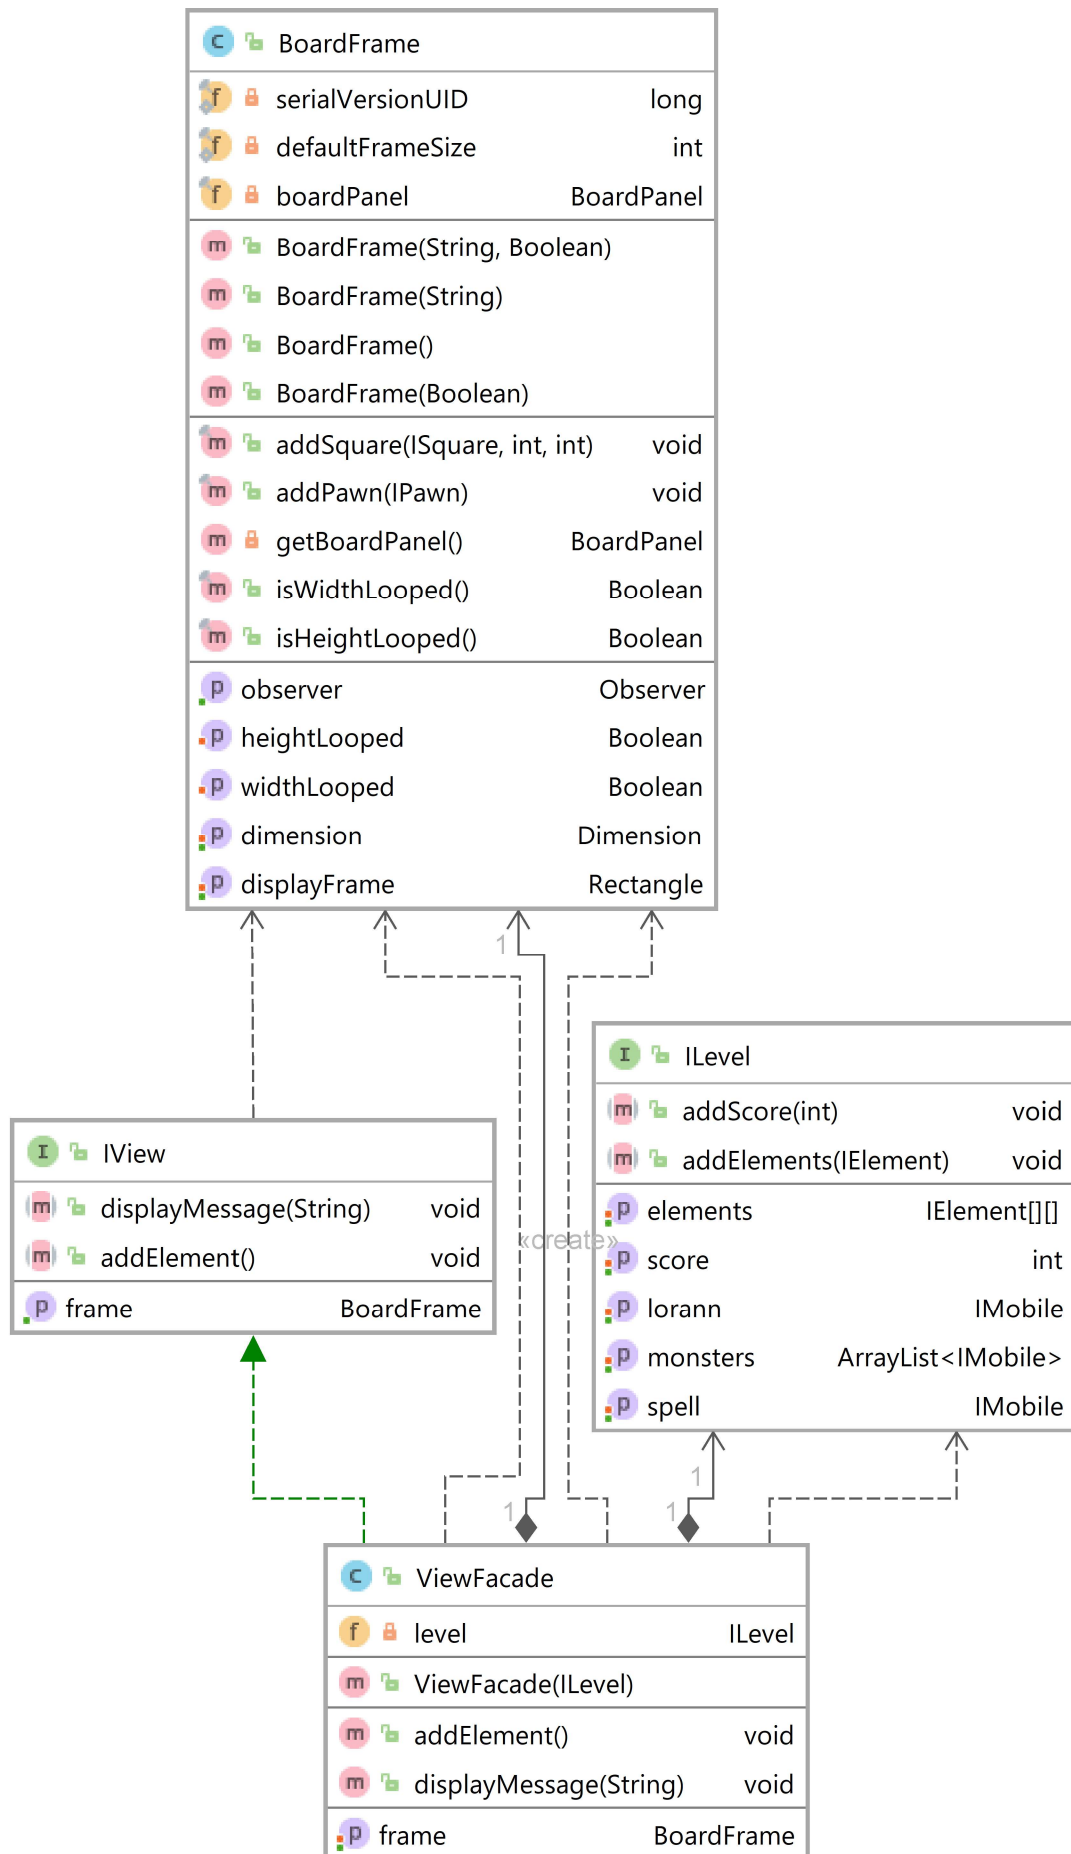 BoardFrame
serialVersionUID long
defaultFrameSize int
boardPanel BoardPanel
BoardFrame(String, Boolean)
BoardFrame(String)
BoardFrame()
BoardFrame(Boolean)
addSquare(ISquare, int, int) void
addPawn(IPawn) void
getBoardPanel() BoardPanel
isWidthLooped() Boolean
isHeightLooped() Boolean
observer Observer
heightLooped Boolean
widthLooped Boolean
dimension Dimension
displayFrame Rectangle
1
ILevel
addScore(int) void
addElements(IElement) void
elements IElement[][]
score int
lorann IMobile
monsters ArrayList<IMobile>
spell IMobile
IView
displayMessage(String) void
addElement() void
frame BoardFrame
«create»
1
1
1
ViewFacade
level ILevel
ViewFacade(ILevel)
addElement() void
displayMessage(String) void
frame BoardFrame